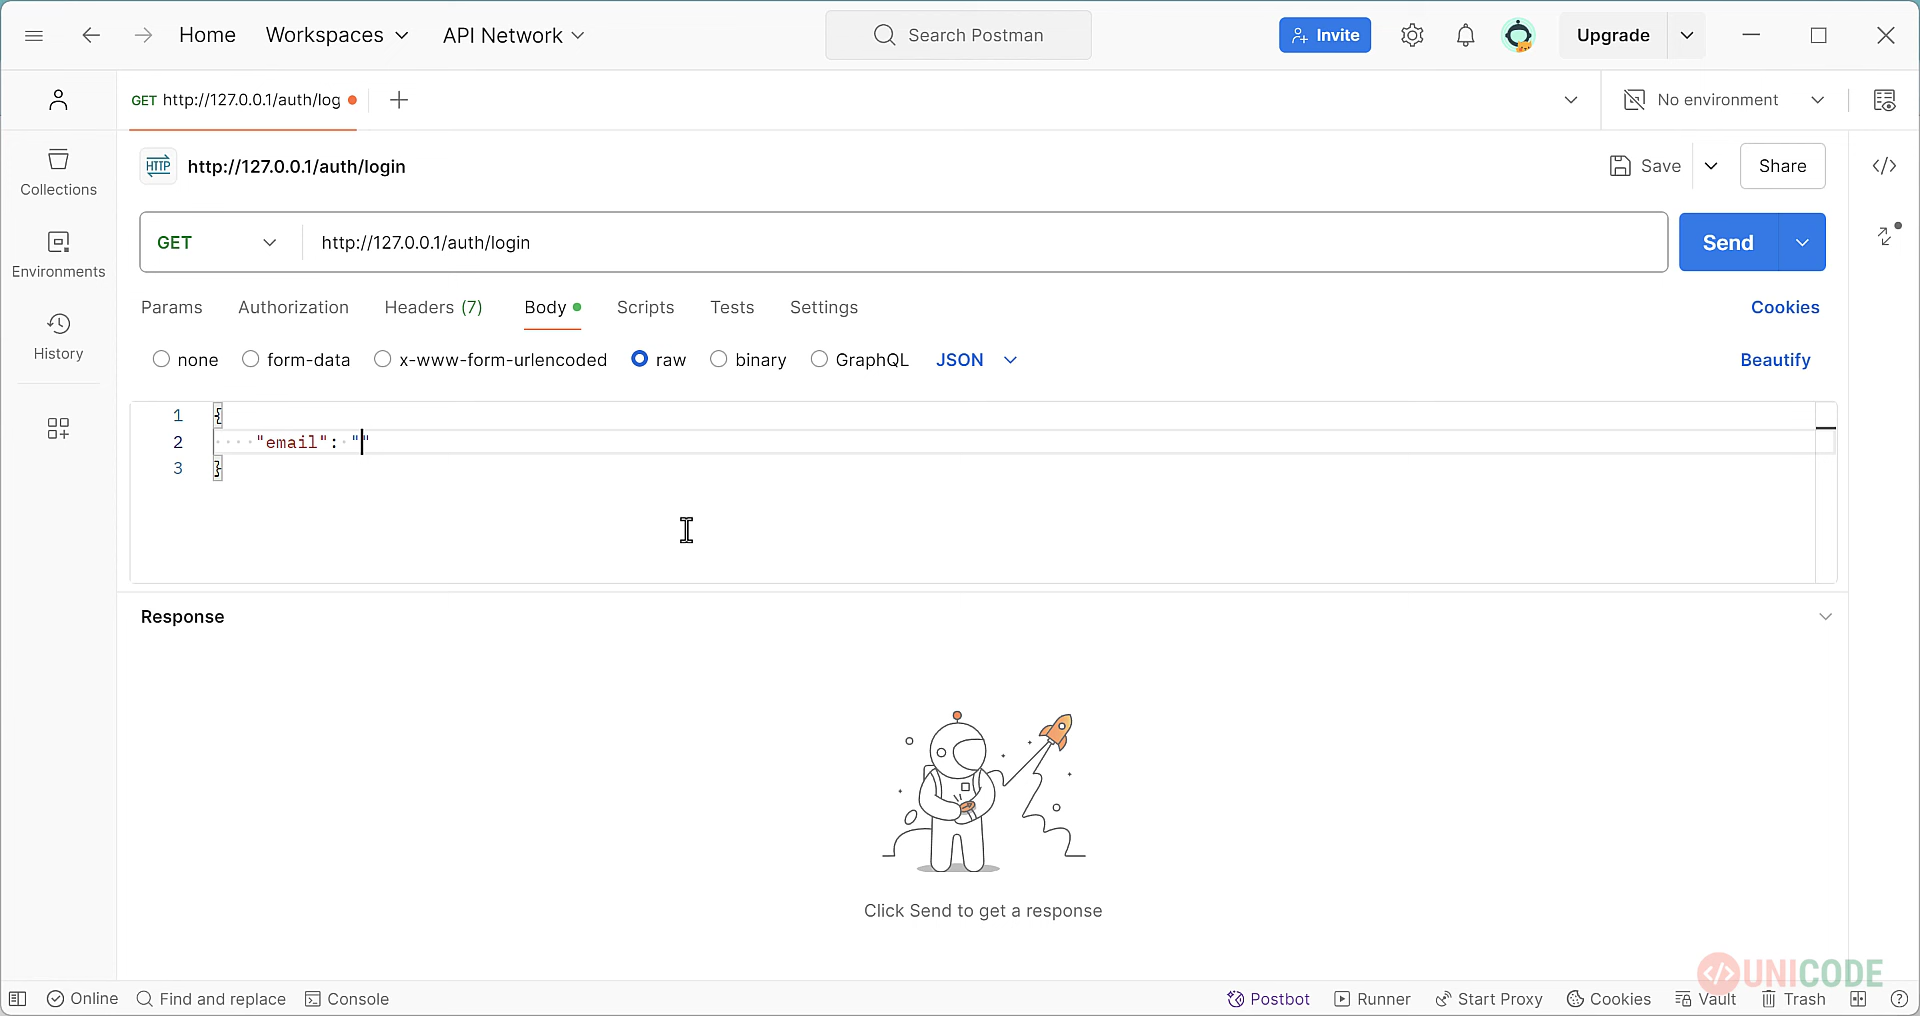 Home Workspaces API Network Search Postman Invite Upgrade
GET http://127.0.0.1/auth/log No environment
HTTP http://127.0.0.1/auth/login Save Share
GET http://127.0.0.1/auth/login Send
Params Authorization Headers (7) Body Scripts Tests Settings Cookies
none form-data x-www-form-urlencoded raw binary GraphQL JSON Beautify
Collections
Environments
History
1 {
2 "email": ""
3 }
Response
Click Send to get a response
UNICODE
Online Find and replace Console Postbot Runner Start Proxy Cookies Vault Trash